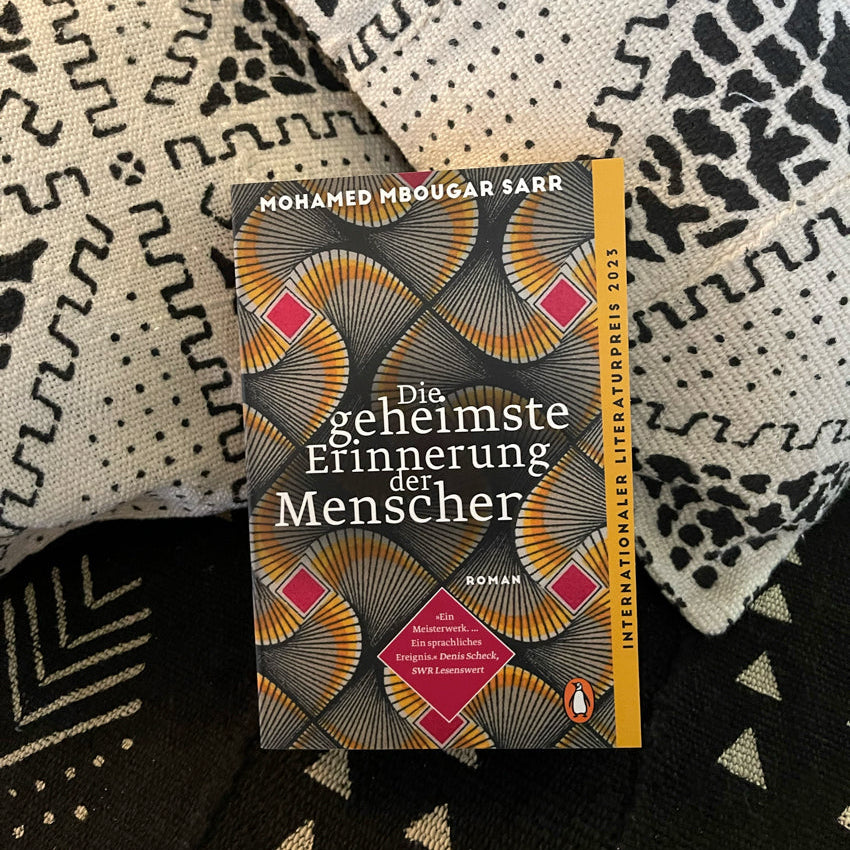 MOHAMED MBOUGAR SARR
Die
geheimste
Erinnerung
der
Menschen
ROMAN
»Ein
Meisterwerk. ...
Ein sprachliches
Ereignis.« Denis Scheck,
SWR Lesenswert
INTERNATIONALER LITERATURPREIS 2023